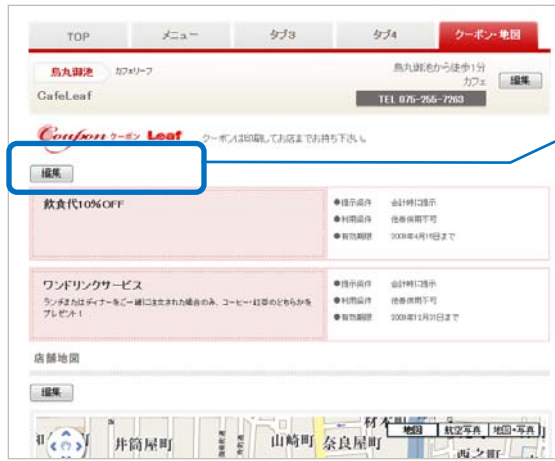 TOP メニュー タブ3 タブ4 クーポン・地図
烏丸御池 カフェリーフ
CafeLeaf
烏丸御池から徒歩1分
カフェ
TEL 075-255-7263
編集
Coupon クーポン Leaf クーポンは印刷してお店までお持ち下さい。
編集
飲食代10%OFF
●提示条件 会計時に提示
●利用条件 他券併用不可
●有効期限 2009年4月15日まで
ワンドリンクサービス
ランチまたはディナーをご一緒に注文された場合のみ、コーヒー・紅茶のどちらかを
プレゼント！
●提示条件 会計時に提示
●利用条件 他券併用不可
●有効期限 2009年12月31日まで
店舗地図
編集
地図 航空写真 地図+写真
井筒屋町 山崎町 奈良屋町